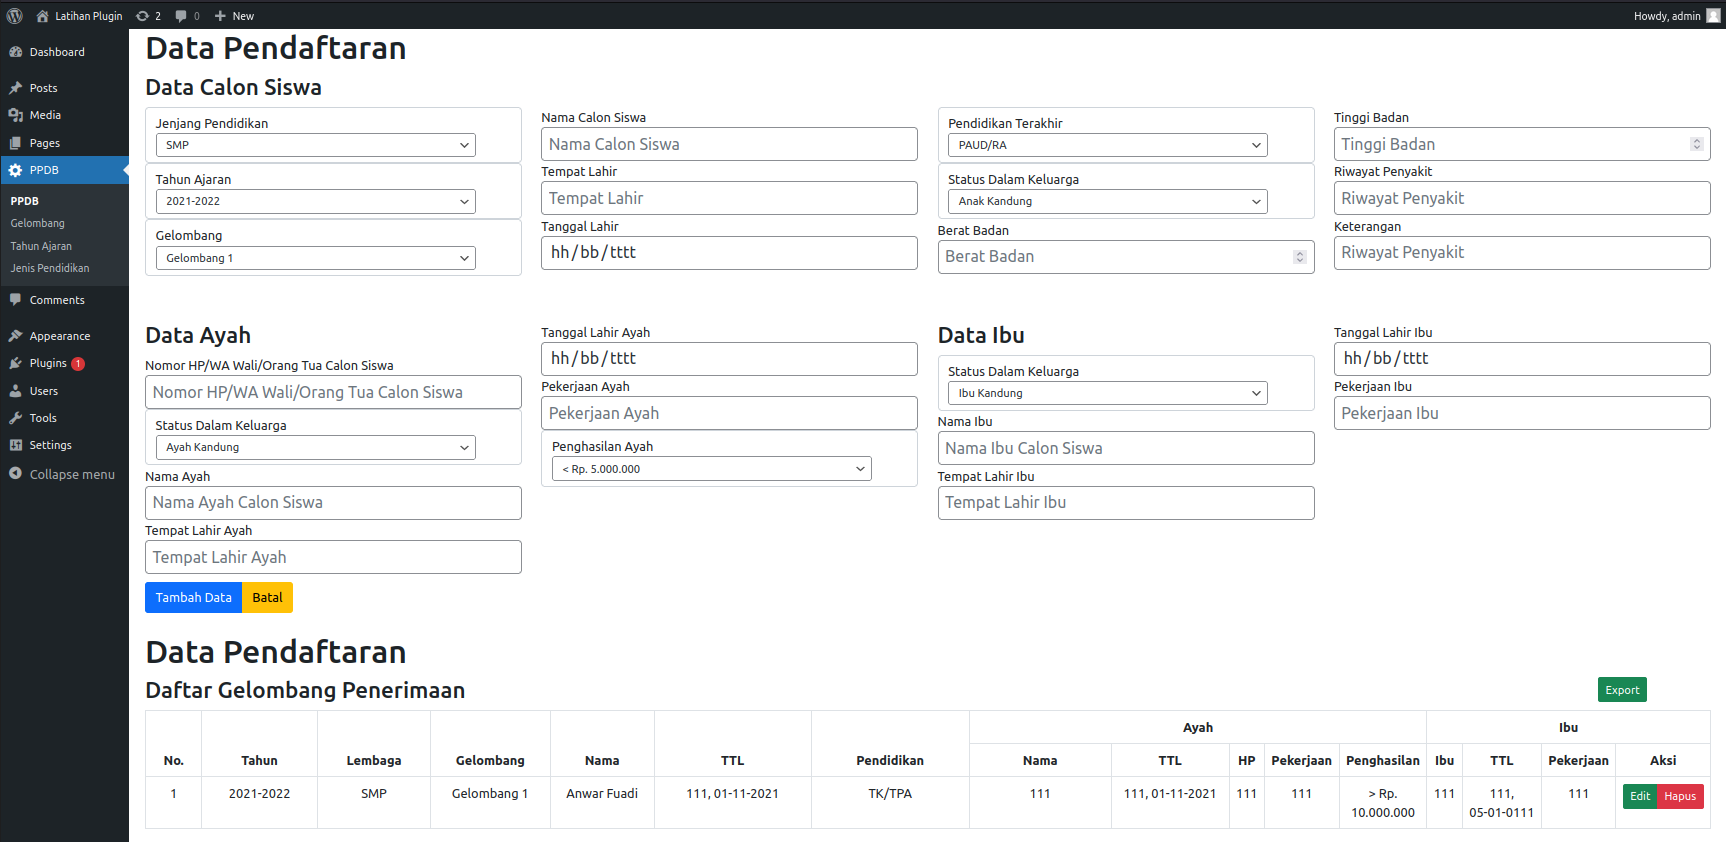 Latihan Plugin 2 0 New Howdy, admin
Dashboard
Posts
Media
Pages
PPDB
PPDB
Gelombang
Tahun Ajaran
Jenis Pendidikan
Comments
Appearance
Plugins 1
Users
Tools
Settings
Collapse menu
Data Pendaftaran
Data Calon Siswa
Jenjang Pendidikan
SMP
Tahun Ajaran
2021-2022
Gelombang
Gelombang 1
Nama Calon Siswa
Nama Calon Siswa
Tempat Lahir
Tempat Lahir
Tanggal Lahir
hh/bb/tttt
Pendidikan Terakhir
PAUD/RA
Status Dalam Keluarga
Anak Kandung
Berat Badan
Berat Badan
Tinggi Badan
Tinggi Badan
Riwayat Penyakit
Riwayat Penyakit
Keterangan
Riwayat Penyakit
Data Ayah
Nomor HP/WA Wali/Orang Tua Calon Siswa
Nomor HP/WA Wali/Orang Tua Calon Siswa
Status Dalam Keluarga
Ayah Kandung
Nama Ayah
Nama Ayah Calon Siswa
Tempat Lahir Ayah
Tempat Lahir Ayah
Tanggal Lahir Ayah
hh/bb/tttt
Pekerjaan Ayah
Pekerjaan Ayah
Penghasilan Ayah
< Rp. 5.000.000
Data Ibu
Status Dalam Keluarga
Ibu Kandung
Nama Ibu
Nama Ibu Calon Siswa
Tempat Lahir Ibu
Tempat Lahir Ibu
Tanggal Lahir Ibu
hh/bb/tttt
Pekerjaan Ibu
Pekerjaan Ibu
Tambah Data Batal
Data Pendaftaran
Daftar Gelombang Penerimaan Export
Ayah Ibu
No. Tahun Lembaga Gelombang Nama TTL Pendidikan Nama TTL HP Pekerjaan Penghasilan Ibu TTL Pekerjaan Aksi
1 2021-2022 SMP Gelombang 1 Anwar Fuadi 111, 01-11-2021 TK/TPA 111 111, 01-11-2021 111 111 > Rp. 111 111, 111 Edit Hapus
10.000.000 05-01-0111